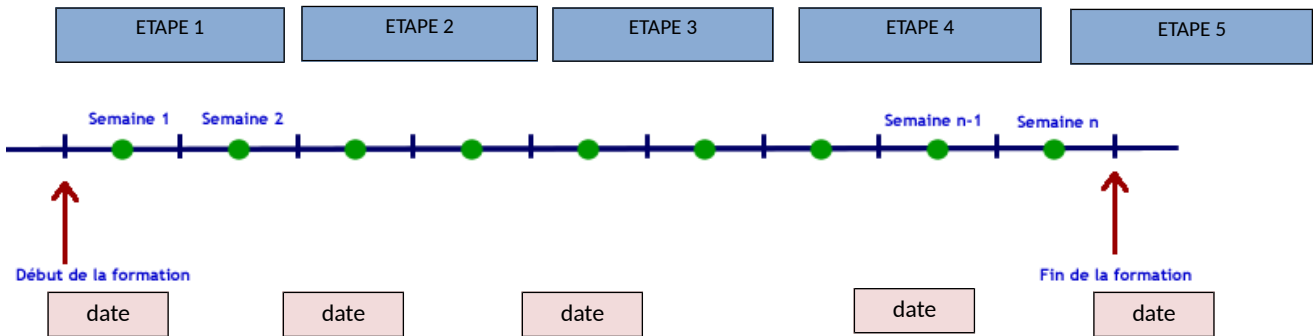 ETAPE 1
ETAPE 2
ETAPE 3
ETAPE 4
ETAPE 5
Semaine 1
Semaine 2
Semaine n-1
Semaine n
Début de la formation
Fin de la formation
date
date
date
date
date